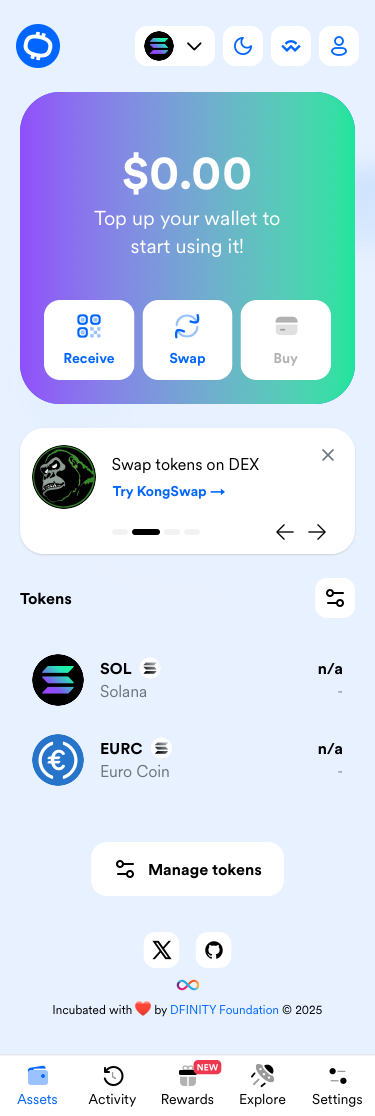 $0.00
Top up your wallet to
start using it!
Receive
Swap
Buy
Swap tokens on DEX
Try KongSwap →
Tokens
SOL
n/a
Solana
-
EURC
n/a
Euro Coin
-
Manage tokens
Incubated with ❤️ by DFINITY Foundation © 2025
NEW
Assets
Activity
Rewards
Explore
Settings